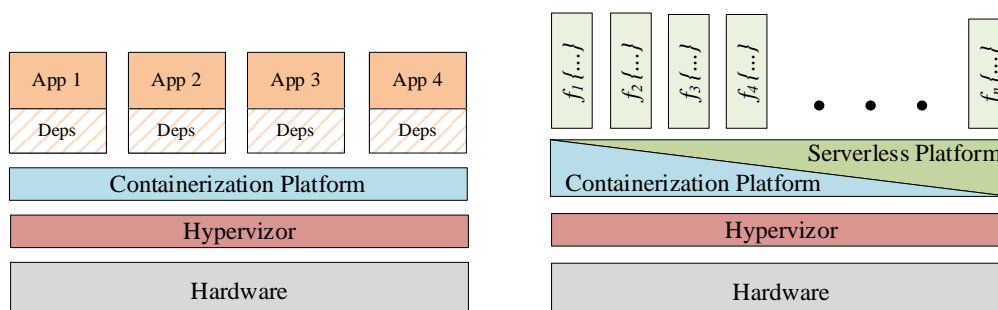 App 1
App 2
App 3
App 4
Deps
Deps
Deps
Deps
Containerization Platform
Hypervizor
Hardware
f1{...}
f2{...}
f3{...}
f4{...}
Serverless Platform
Containerization Platform
Hypervizor
Hardware